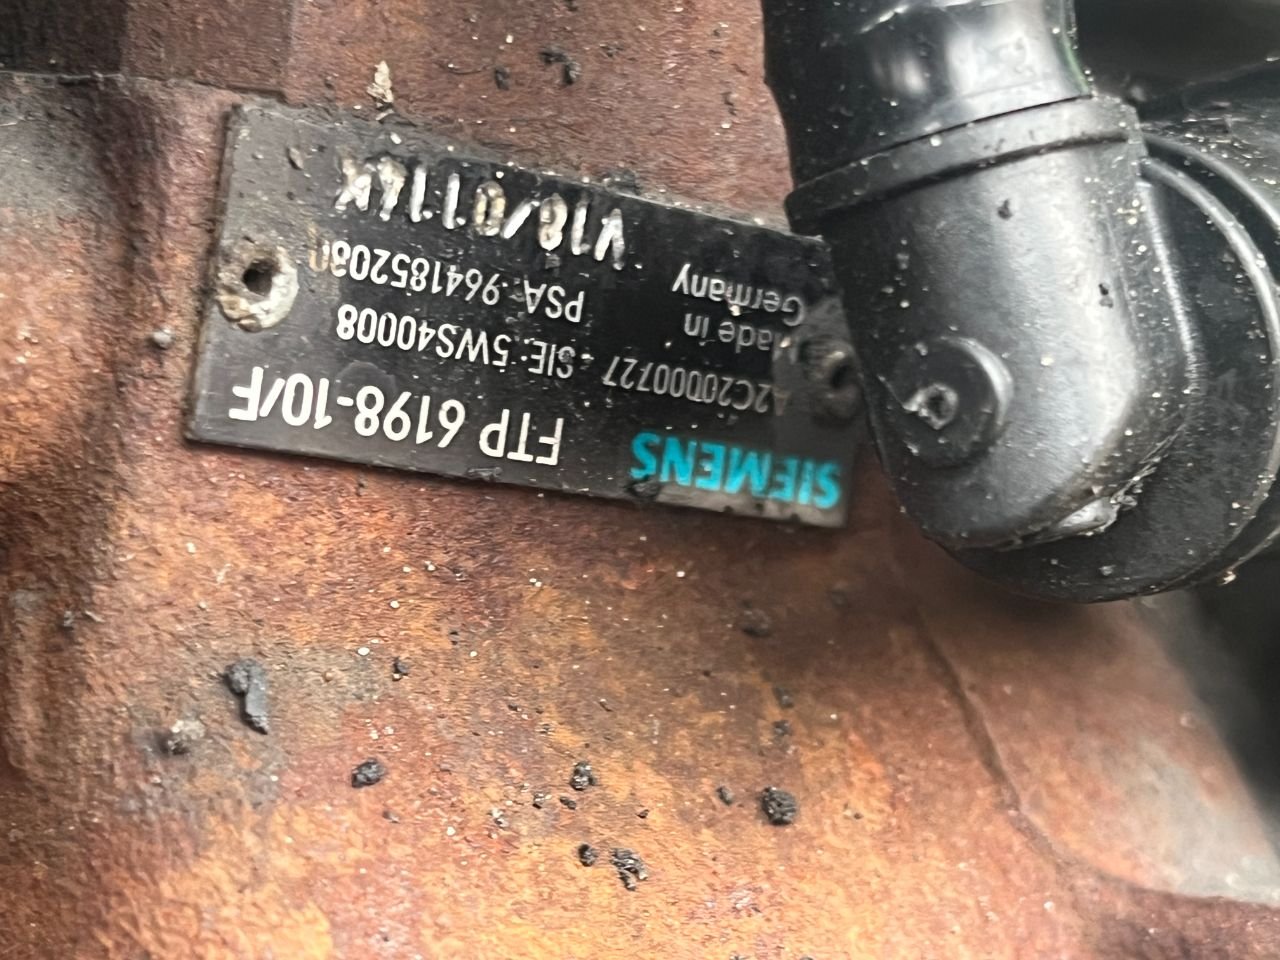 SIEMENS FTP 6198-10/F
A2C20000727 SIE: 5WS40008
Made in
Germany
PSA: 9641852080
V18/0114K